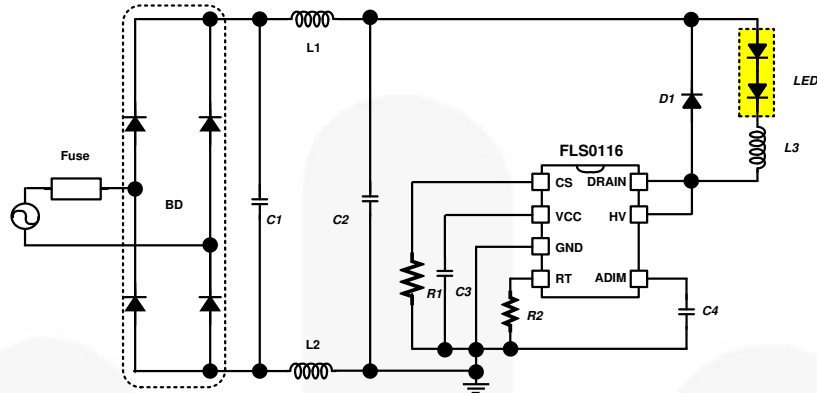 L1
D1
LED
Fuse
FLS0116
L3
CS DRAIN
BD
C1
C2
VCC HV
GND
R1
C3
RT ADIM
R2
C4
L2